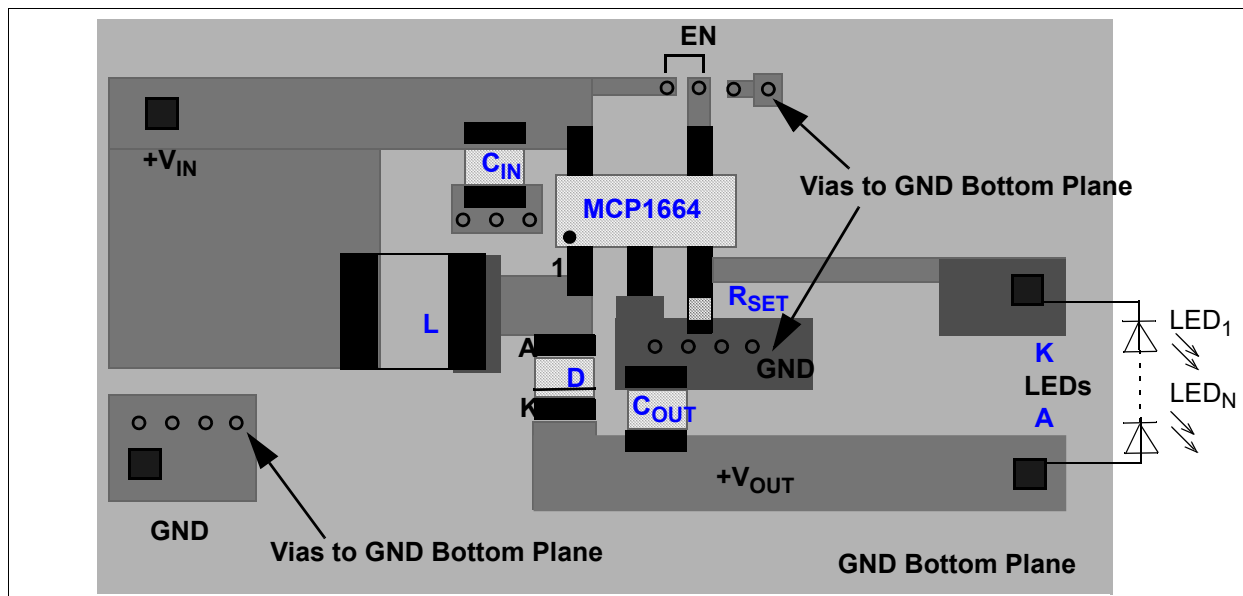 EN
+VIN
CIN
Vias to GND Bottom Plane
MCP1664
1
RSET
L
LED1
A
K
D
GND
LEDs
K
COUT
A
LEDN
+VOUT
GND
Vias to GND Bottom Plane
GND Bottom Plane